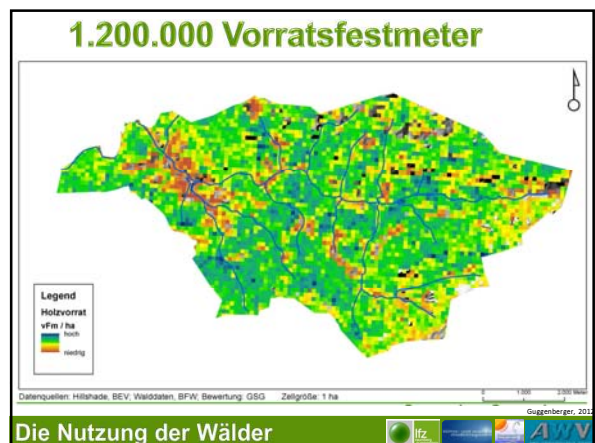 1.200.000 Vorratsfestmeter
Legend
Holzvorrat
vFm / ha
hoch
niedrig
0 1.000 2.000 Meter
Datenquellen: Hillshade, BEV; Walddaten, BFW; Bewertung: GSG Zellgröße: 1 ha
Guggenberger, 2012
Die Nutzung der Wälder
lfz
AWV